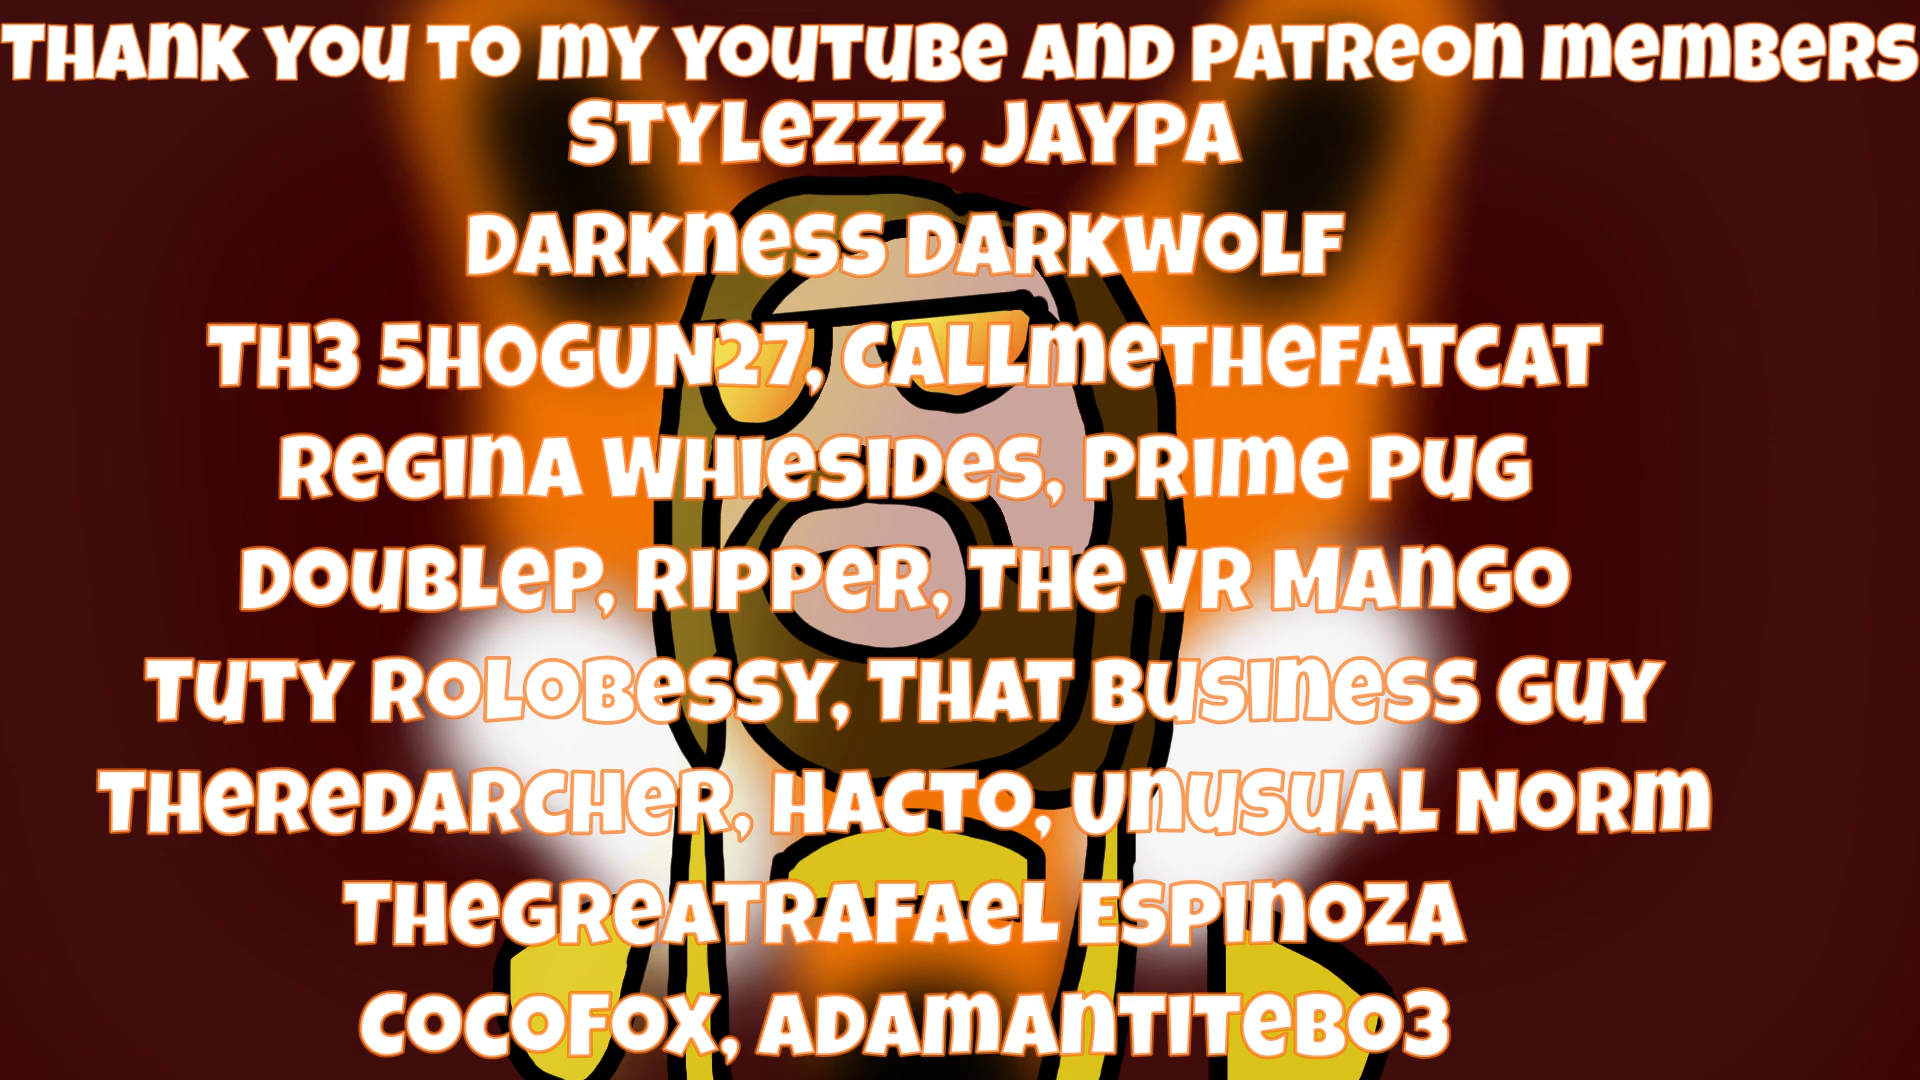 THANK YOU TO MY YOUTUBE AND PATREON MEMBERS
STYLEZZZ, JAYPA
DARKNESS DARKWOLF
TH3 5HOGUN27, CALLMETHEFATCAT
REGINA WHIESIDES, PRIME PUG
DOUBLEP, RIPPER, THE VR MANGO
TUTY ROLOBESSY, THAT BUSINESS GUY
THEREDARCHER, HACTO, UNUSUAL NORM
THEGREATRAFAEL ESPINOZA
COCOFOX, ADAMANTITEBO3